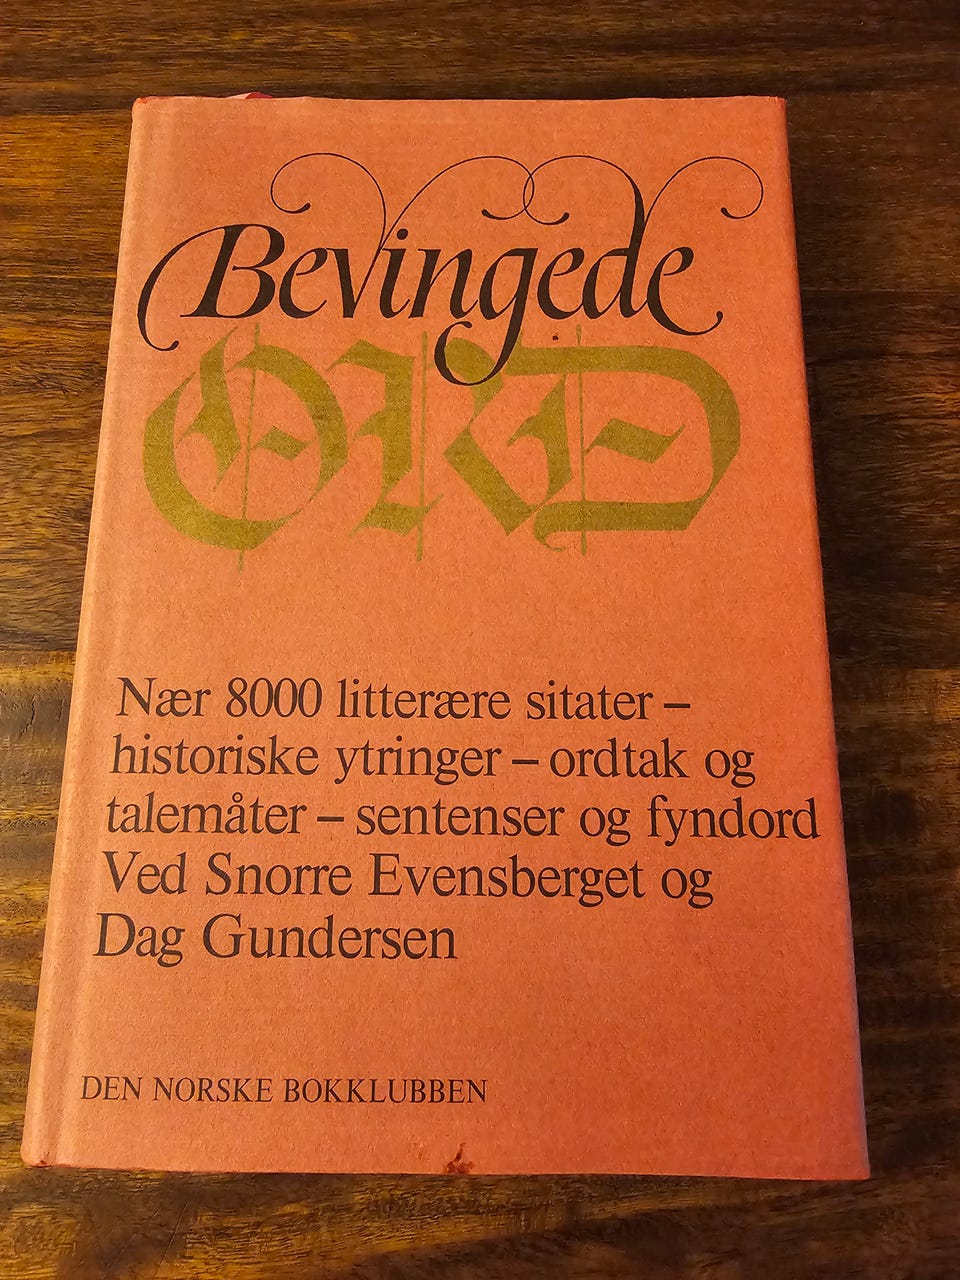 Bevingede
ORD
Nær 8000 litterære sitater –
historiske ytringer – ordtak og
talemåter – sentenser og fyndord
Ved Snorre Evensberget og
Dag Gundersen
DEN NORSKE BOKKLUBBEN